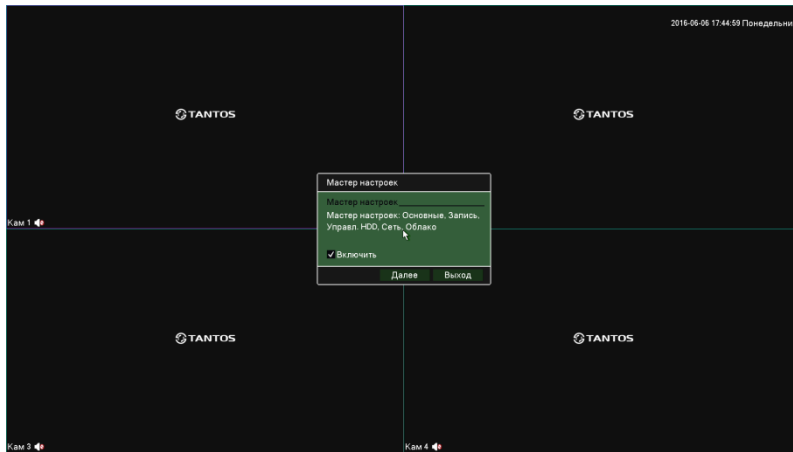 2016-06-06 17:44:59 Понедельни
TANTOS
TANTOS
Мастер настроек
Мастер настроек
Мастер настроек: Основные, Запись,
Управл. HDD, Сеть, Облако
Включить
Далее Выход
Кам 1
TANTOS
TANTOS
Кам 3
Кам 4